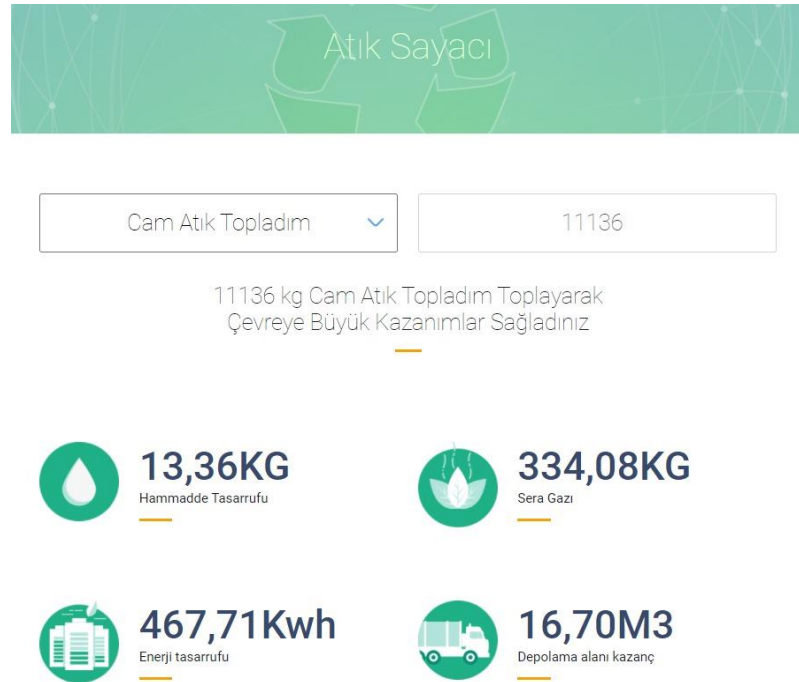 Atık Sayacı
Cam Atık Topladım
11136
11136 kg Cam Atık Topladım Toplayarak
Çevreye Büyük Kazanımlar Sağladınız
13,36KG
Hammadde Tasarrufu
334,08KG
Sera Gazı
467,71Kwh
Enerji tasarrufu
16,70M3
Depolama alanı kazanç